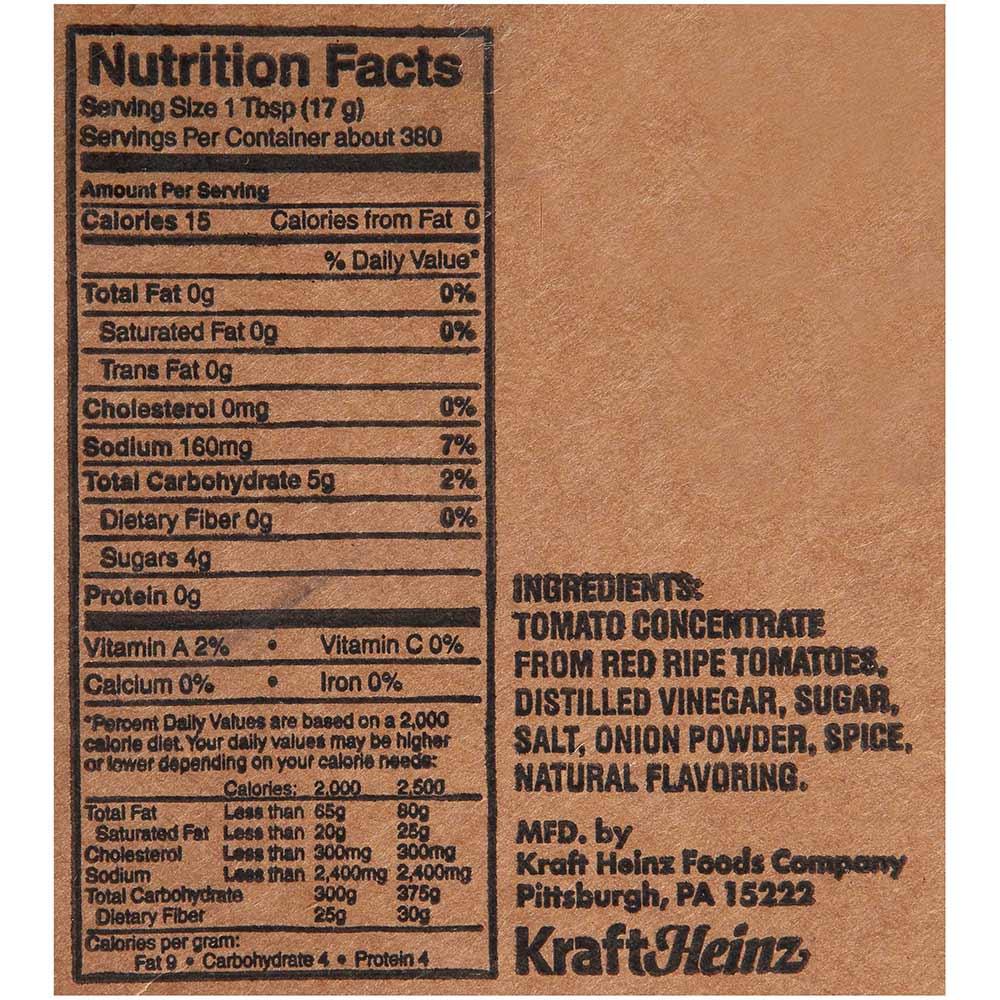 Nutrition Facts
Serving Size 1 Tbsp (17 g)
Servings Per Container about 380
Amount Per Serving
Calories 15 Calories from Fat 0
% Daily Value*
Total Fat 0g 0%
Saturated Fat 0g 0%
Trans Fat 0g
Cholesterol 0mg 0%
Sodium 160mg 7%
Total Carbohydrate 5g 2%
Dietary Fiber 0g 0%
Sugars 4g
Protein 0g
Vitamin A 2% • Vitamin C 0%
Calcium 0% • Iron 0%
*Percent Daily Values are based on a 2,000
calorie diet. Your daily values may be higher
or lower depending on your calorie needs:
Calories: 2,000 2,500
Total Fat Less than 65g 80g
Saturated Fat Less than 20g 25g
Cholesterol Less than 300mg 300mg
Sodium Less than 2,400mg 2,400mg
Total Carbohydrate 300g 375g
Dietary Fiber 25g 30g
Calories per gram:
Fat 9 • Carbohydrate 4 • Protein 4
INGREDIENTS:
TOMATO CONCENTRATE
FROM RED RIPE TOMATOES,
DISTILLED VINEGAR, SUGAR,
SALT, ONION POWDER, SPICE,
NATURAL FLAVORING.
MFD. by
Kraft Heinz Foods Company
Pittsburgh, PA 15222
KraftHeinz